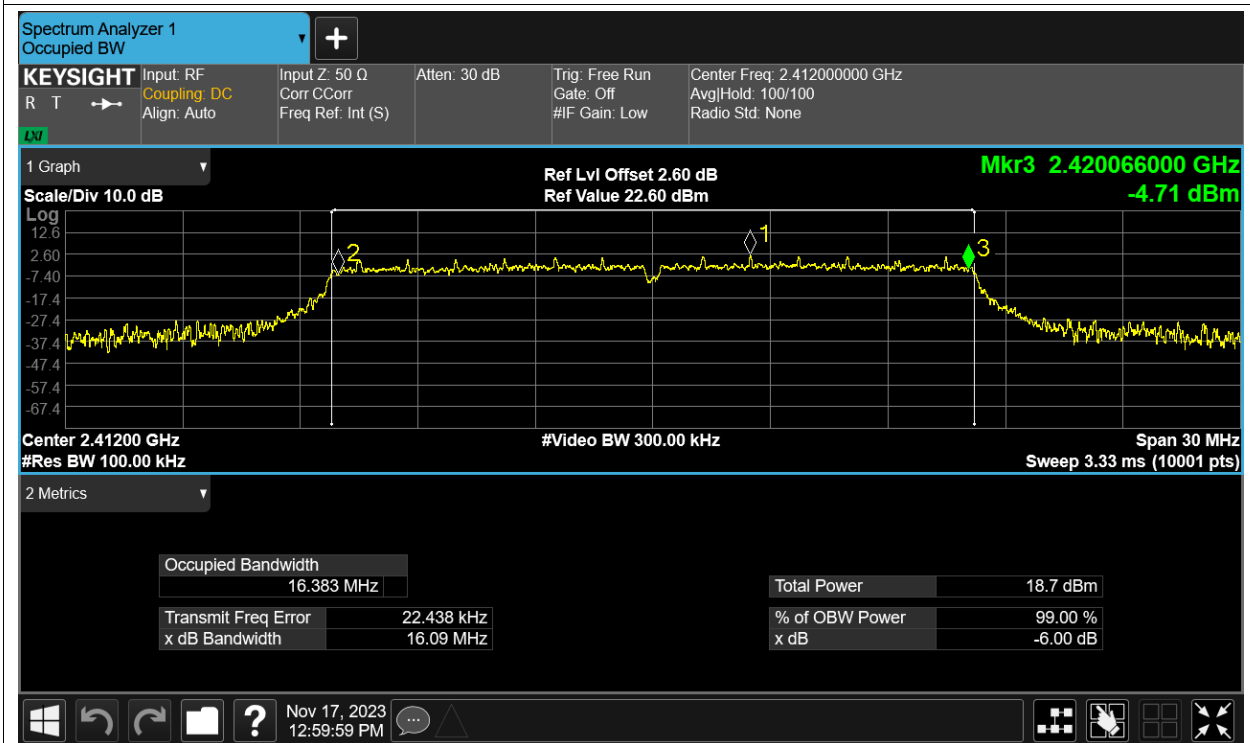 Spectrum Analyzer 1
Occupied BW
KEYSIGHT
R T
LXI
Input: RF
Coupling: DC
Align: Auto
Input Z: 50 Ω
Corr CCorr
Freq Ref: Int (S)
Atten: 30 dB
Trig: Free Run
Gate: Off
#IF Gain: Low
Center Freq: 2.412000000 GHz
Avg|Hold: 100/100
Radio Std: None
1 Graph
Scale/Div 10.0 dB
Ref Lvl Offset 2.60 dB
Ref Value 22.60 dBm
Mkr3 2.420066000 GHz
-4.71 dBm
Log
12.6
2.60
-7.40
-17.4
-27.4
-37.4
-47.4
-57.4
-67.4
2
1
3
Center 2.41200 GHz
#Video BW 300.00 kHz
Span 30 MHz
#Res BW 100.00 kHz
Sweep 3.33 ms (10001 pts)
2 Metrics
Occupied Bandwidth
16.383 MHz
Total Power 18.7 dBm
Transmit Freq Error 22.438 kHz
% of OBW Power 99.00 %
x dB Bandwidth 16.09 MHz
x dB -6.00 dB
Nov 17, 2023
12:59:59 PM